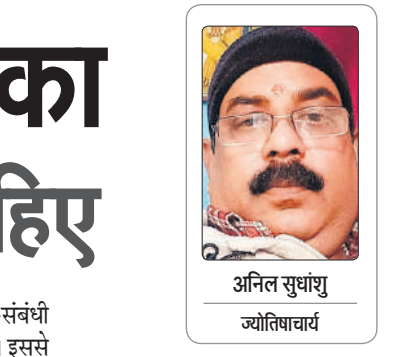 का
हिए
संबंधी
। इससे
अनिल सुधांशु
ज्योतिषाचार्य